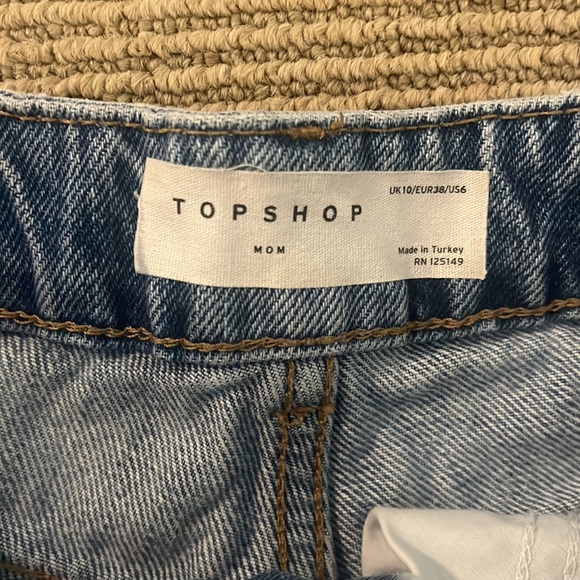 UK10/EUR38/US6
TOPSHOP
MOM
Made in Turkey
RN 125149